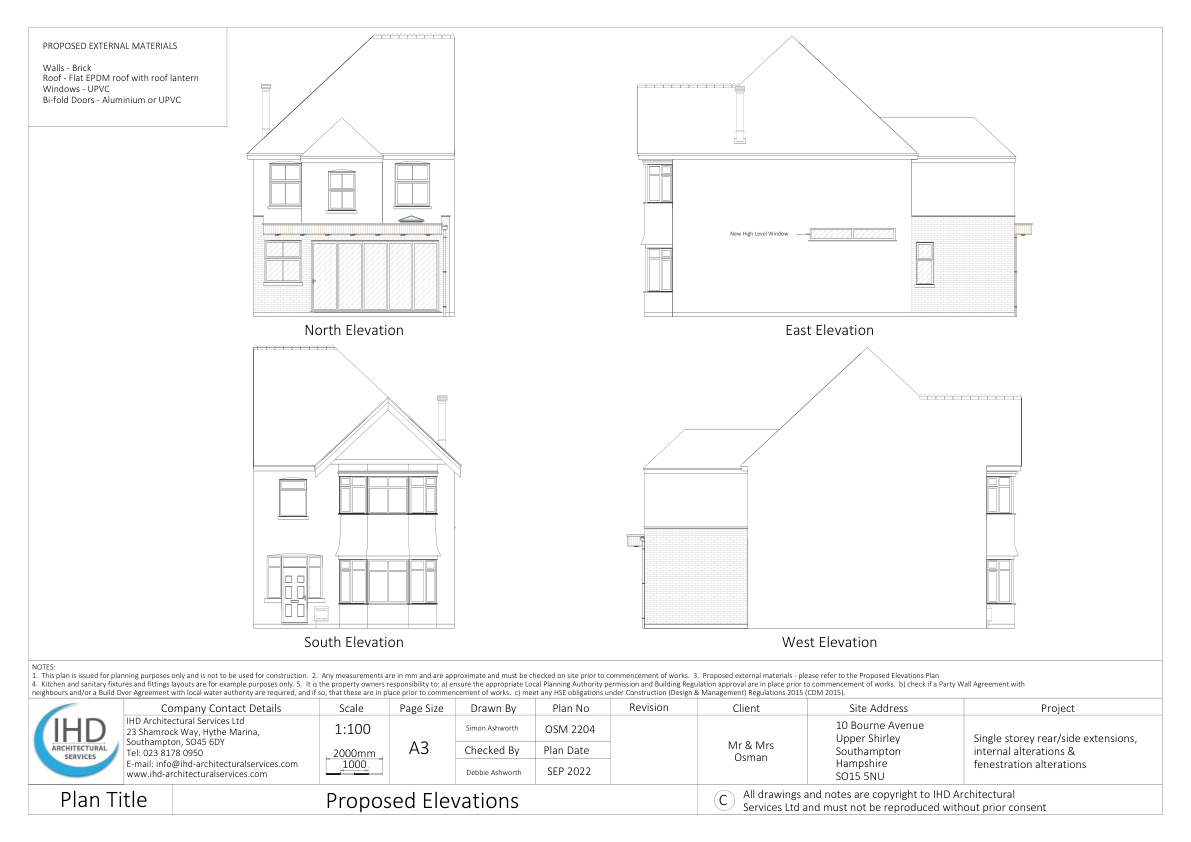 PROPOSED EXTERNAL MATERIALS
Walls - Brick
Roof - Flat EPDM roof with roof lantern
Windows - UPVC
Bi-fold Doors - Aluminium or UPVC
New High Level Window
North Elevation
East Elevation
South Elevation
West Elevation
NOTES:
1. This plan is issued for planning purposes only and is not to be used for construction. 2. Any measurements are in mm and are approximate and must be checked on site prior to commencement of works. 3. Proposed external materials - please refer to the Proposed Elevations Plan
4. Kitchen and sanitary fixtures and fittings layouts are for example purposes only. 5. It is the property owners responsibility to: a) ensure the appropriate Local Planning Authority permission and Building Regulation approval are in place prior to commencement of works. b) check if a Party Wall Agreement with
neighbours and/or a Build Over Agreement with local water authority are required, and if so, that these are in place prior to commencement of works. c) meet any HSE obligations under Construction (Design & Management) Regulations 2015 (CDM 2015).
IHD
ARCHITECTURAL
SERVICES
Company Contact Details
IHD Architectural Services Ltd
23 Shamrock Way, Hythe Marina,
Southampton, SO45 6DY
Tel: 023 8178 0950
E-mail: info@ihd-architecturalservices.com
www.ihd-architecturalservices.com
Scale
1:100
2000mm
1000
Page Size
A3
Drawn By
Simon Ashworth
Checked By
Debbie Ashworth
Plan No
OSM 2204
Plan Date
SEP 2022
Revision
Client
Mr & Mrs
Osman
Site Address
10 Bourne Avenue
Upper Shirley
Southampton
Hampshire
SO15 5NU
Project
Single storey rear/side extensions,
internal alterations &
fenestration alterations
Plan Title
Proposed Elevations
C
All drawings and notes are copyright to IHD Architectural
Services Ltd and must not be reproduced without prior consent